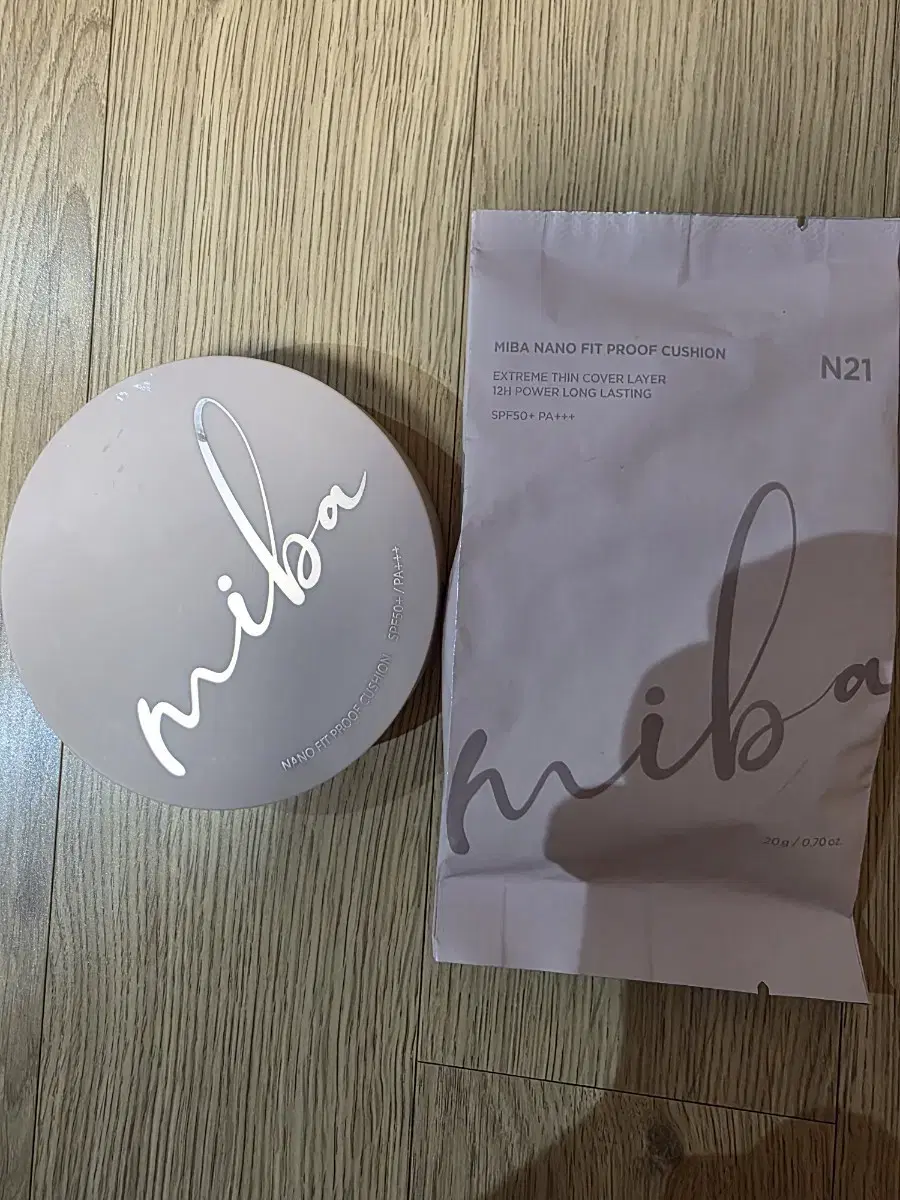 miba
NANO FIT PROOF CUSHION SPF50+ / PA+++
MIBA NANO FIT PROOF CUSHION
N21
EXTREME THIN COVER LAYER
12H POWER LONG LASTING
SPF50+ PA+++
miba
20 g / 0.70 oz.